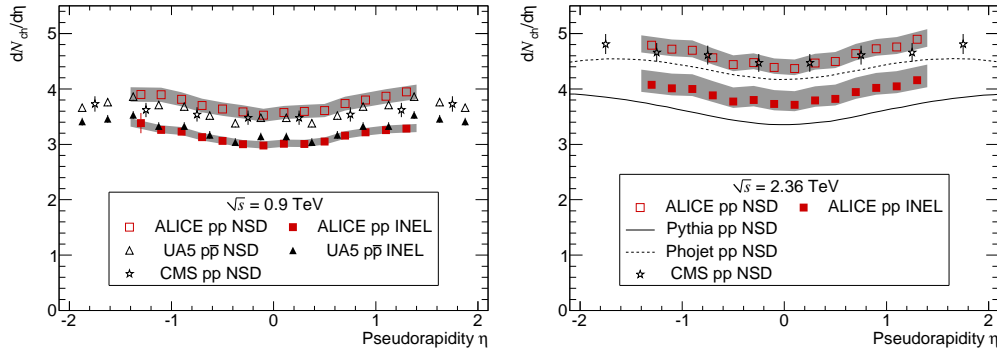 dN_ch/dη
5
4
3
2
1
0
√s = 0.9 TeV
ALICE pp NSD ALICE pp INEL
UA5 pp̅ NSD UA5 pp̅ INEL
CMS pp NSD
-2 -1 0 1 2
Pseudorapidity η
dN_ch/dη
5
4
3
2
1
0
√s = 2.36 TeV
ALICE pp NSD ALICE pp INEL
Pythia pp NSD
Phojet pp NSD
CMS pp NSD
-2 -1 0 1 2
Pseudorapidity η